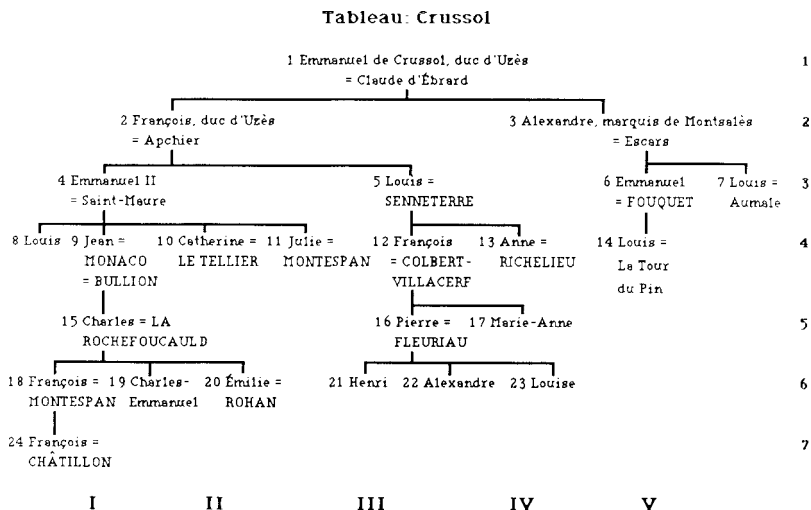 Tableau: Crussol
1 Emmanuel de Crussol, duc d'Uzès 1
= Claude d'Ébrard
2 François, duc d'Uzès 3 Alexandre, marquis de Montsalès 2
= Apchier = Escars
4 Emmanuel II 5 Louis = 6 Emmanuel 7 Louis = 3
= Saint-Maure SENNETERRE = FOUQUET Aumale
8 Louis 9 Jean = 10 Catherine = 11 Julie = 12 François 13 Anne = 14 Louis = 4
MONACO LE TELLIER MONTESPAN = COLBERT- RICHELIEU La Tour
= BULLION VILLACERF du Pin
15 Charles = LA 16 Pierre = 17 Marie-Anne 5
ROCHEFOUCAULD FLEURIAU
18 François = 19 Charles- 20 Émilie = 21 Henri 22 Alexandre 23 Louise 6
MONTESPAN Emmanuel ROHAN
24 François = 7
CHÂTILLON
I II III IV V